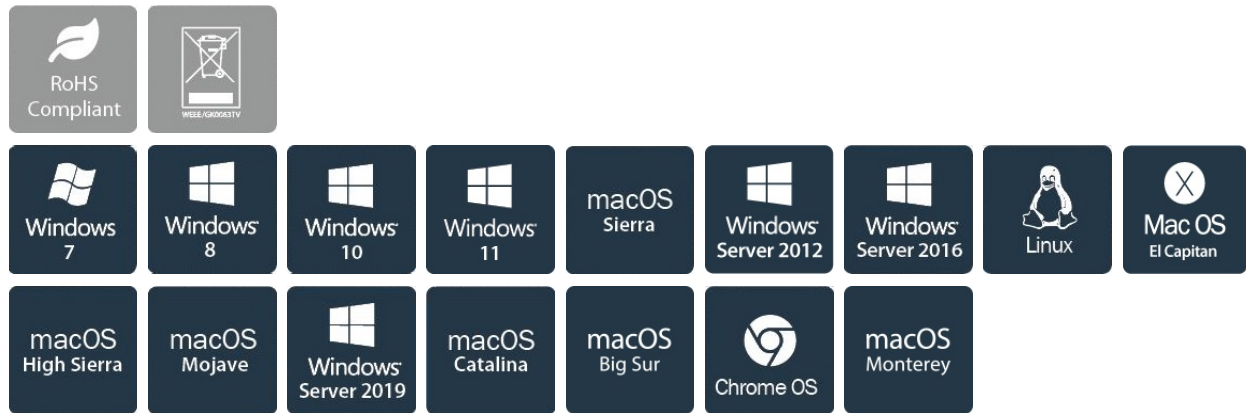 RoHS
Compliant
WEEE/GK0083TV
Windows
7
Windows
8
Windows
10
Windows
11
macOS
Sierra
Windows
Server 2012
Windows
Server 2016
Linux
X
Mac OS
El Capitan
macOS
High Sierra
macOS
Mojave
Windows
Server 2019
macOS
Catalina
macOS
Big Sur
Chrome OS
macOS
Monterey